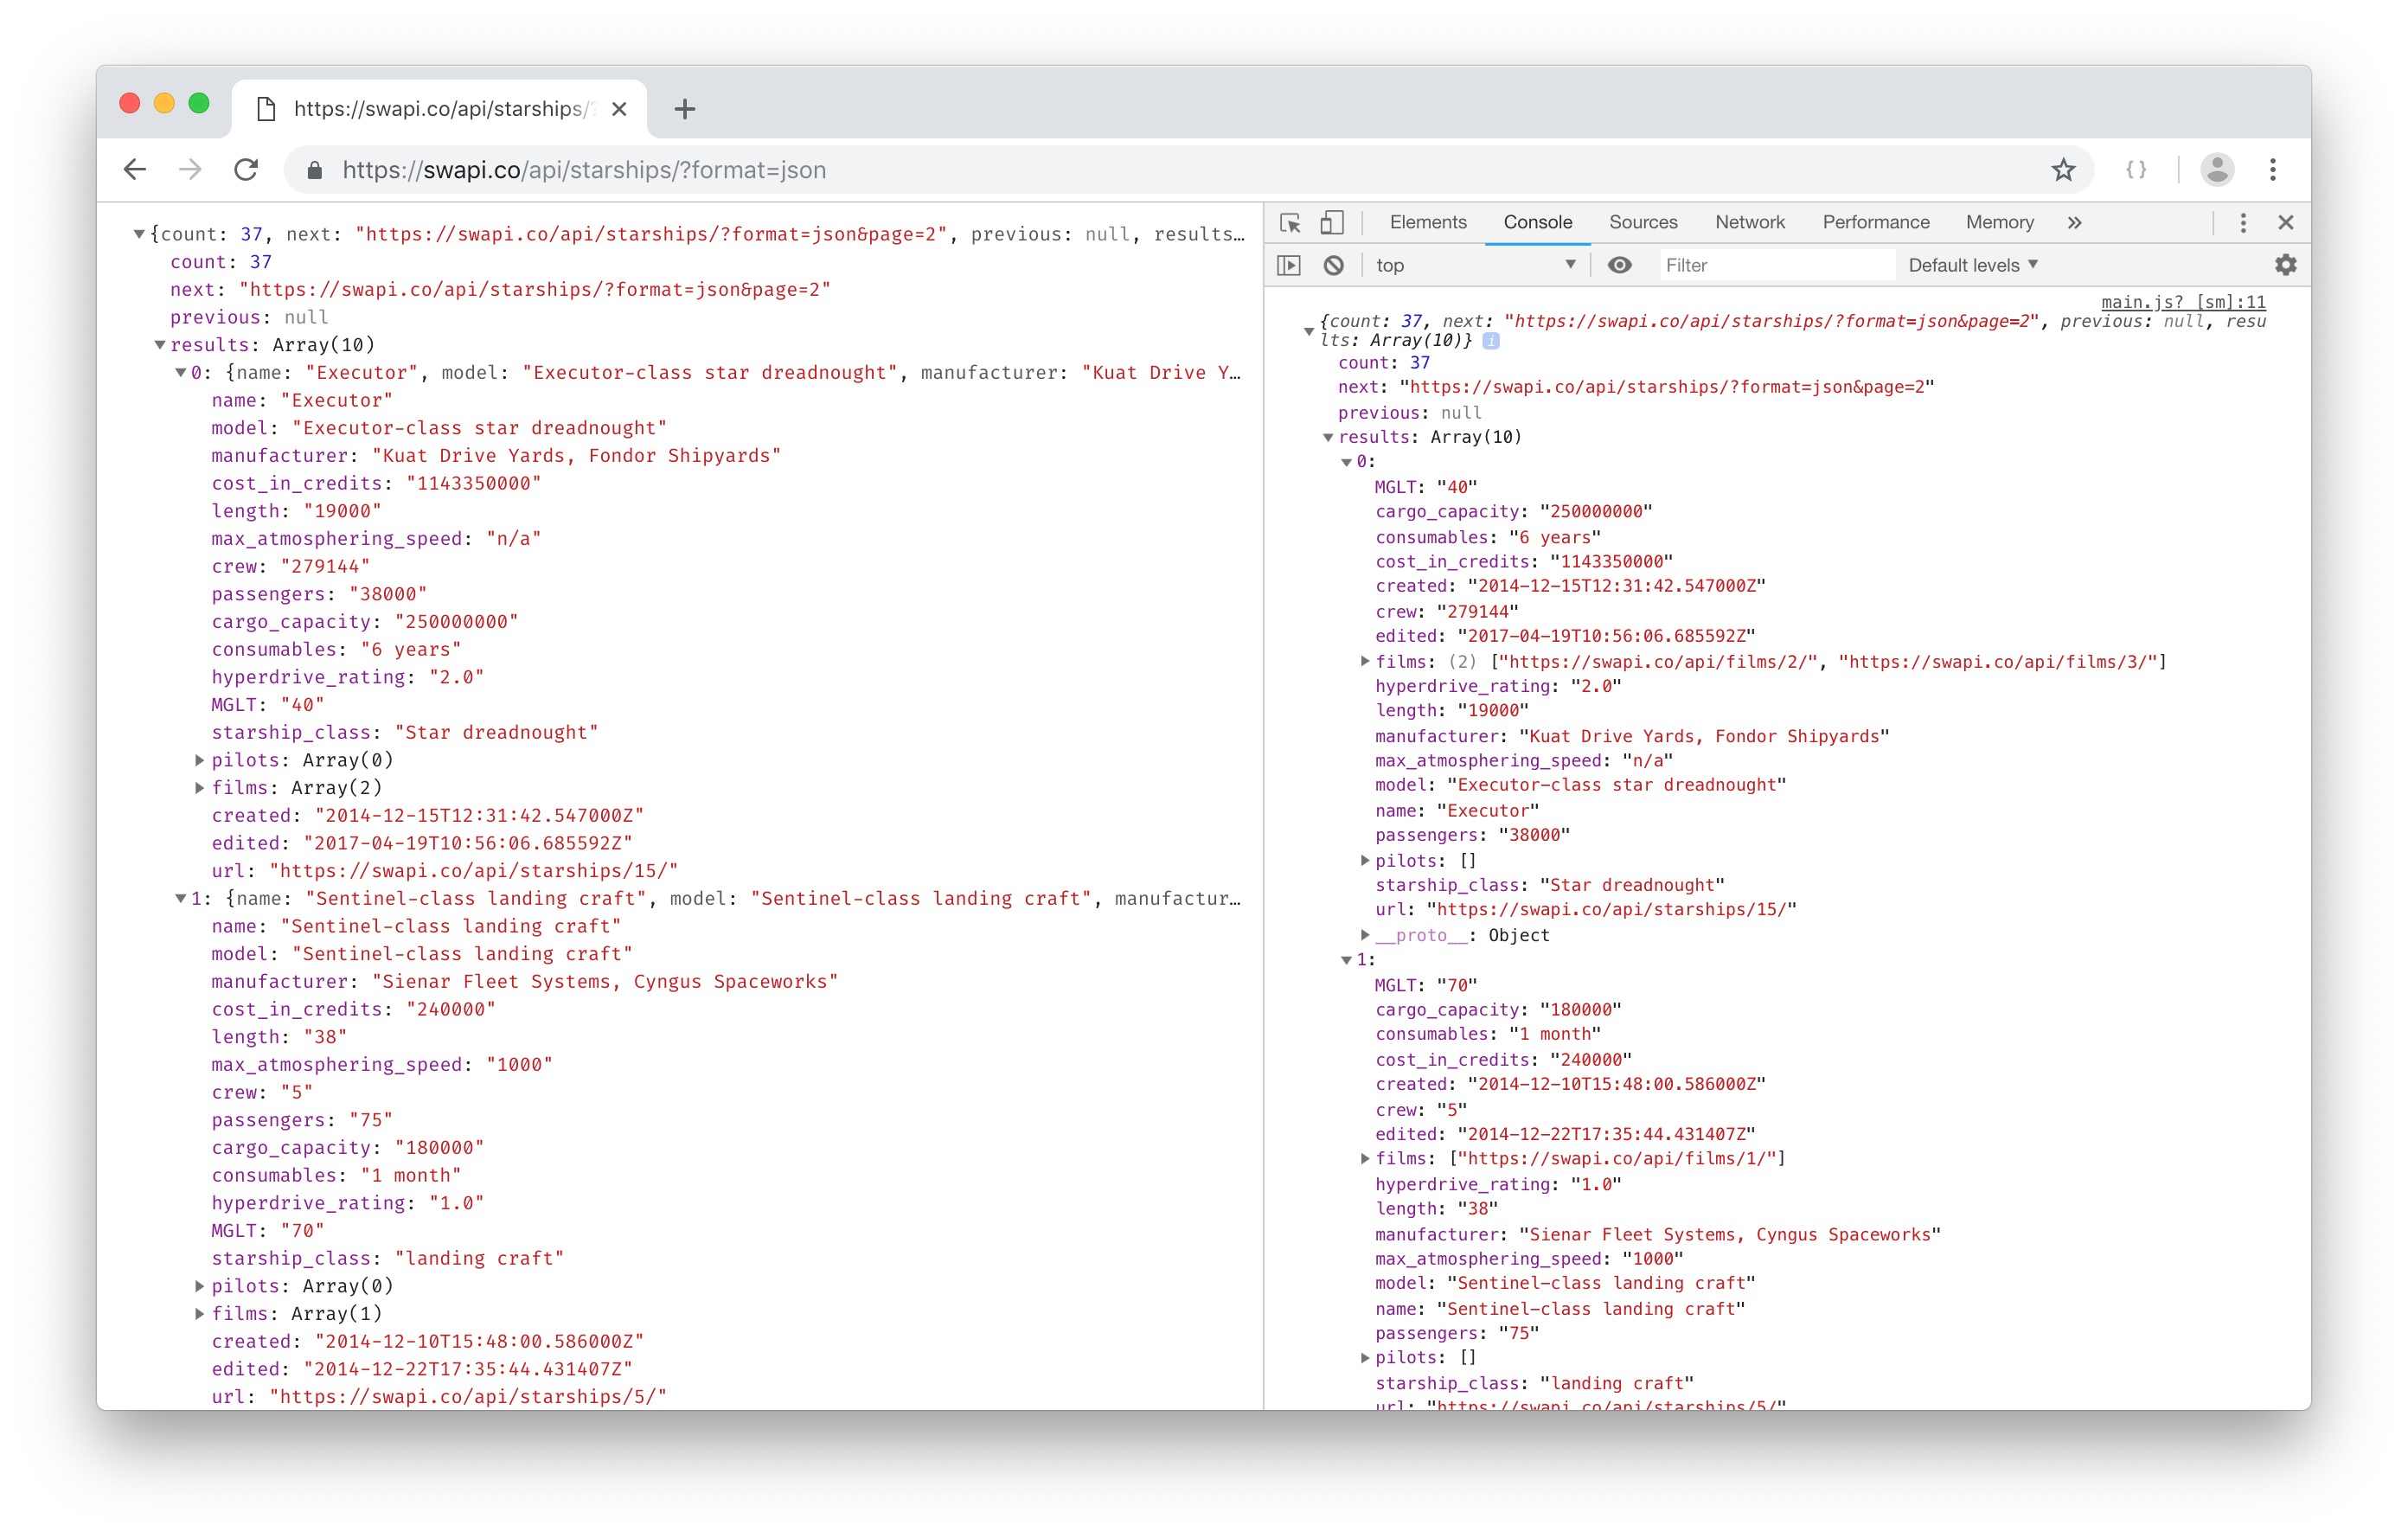 https://swapi.co/api/starships/?
https://swapi.co/api/starships/?format=json
{count: 37, next: "https://swapi.co/api/starships/?format=json&page=2", previous: null, results…
count: 37
next: "https://swapi.co/api/starships/?format=json&page=2"
previous: null
results: Array(10)
0: {name: "Executor", model: "Executor-class star dreadnought", manufacturer: "Kuat Drive Y…
name: "Executor"
model: "Executor-class star dreadnought"
manufacturer: "Kuat Drive Yards, Fondor Shipyards"
cost_in_credits: "1143350000"
length: "19000"
max_atmosphering_speed: "n/a"
crew: "279144"
passengers: "38000"
cargo_capacity: "250000000"
consumables: "6 years"
hyperdrive_rating: "2.0"
MGLT: "40"
starship_class: "Star dreadnought"
pilots: Array(0)
films: Array(2)
created: "2014-12-15T12:31:42.547000Z"
edited: "2017-04-19T10:56:06.685592Z"
url: "https://swapi.co/api/starships/15/"
1: {name: "Sentinel-class landing craft", model: "Sentinel-class landing craft", manufactur…
name: "Sentinel-class landing craft"
model: "Sentinel-class landing craft"
manufacturer: "Sienar Fleet Systems, Cyngus Spaceworks"
cost_in_credits: "240000"
length: "38"
max_atmosphering_speed: "1000"
crew: "5"
passengers: "75"
cargo_capacity: "180000"
consumables: "1 month"
hyperdrive_rating: "1.0"
MGLT: "70"
starship_class: "landing craft"
pilots: Array(0)
films: Array(1)
created: "2014-12-10T15:48:00.586000Z"
edited: "2014-12-22T17:35:44.431407Z"
url: "https://swapi.co/api/starships/5/"
Elements Console Sources Network Performance Memory »
top Filter Default levels
main.js? [sm]:11
{count: 37, next: "https://swapi.co/api/starships/?format=json&page=2", previous: null, resu
lts: Array(10)} i
count: 37
next: "https://swapi.co/api/starships/?format=json&page=2"
previous: null
results: Array(10)
0:
MGLT: "40"
cargo_capacity: "250000000"
consumables: "6 years"
cost_in_credits: "1143350000"
created: "2014-12-15T12:31:42.547000Z"
crew: "279144"
edited: "2017-04-19T10:56:06.685592Z"
films: (2) ["https://swapi.co/api/films/2/", "https://swapi.co/api/films/3/"]
hyperdrive_rating: "2.0"
length: "19000"
manufacturer: "Kuat Drive Yards, Fondor Shipyards"
max_atmosphering_speed: "n/a"
model: "Executor-class star dreadnought"
name: "Executor"
passengers: "38000"
pilots: []
starship_class: "Star dreadnought"
url: "https://swapi.co/api/starships/15/"
__proto__: Object
1:
MGLT: "70"
cargo_capacity: "180000"
consumables: "1 month"
cost_in_credits: "240000"
created: "2014-12-10T15:48:00.586000Z"
crew: "5"
edited: "2014-12-22T17:35:44.431407Z"
films: ["https://swapi.co/api/films/1/"]
hyperdrive_rating: "1.0"
length: "38"
manufacturer: "Sienar Fleet Systems, Cyngus Spaceworks"
max_atmosphering_speed: "1000"
model: "Sentinel-class landing craft"
name: "Sentinel-class landing craft"
passengers: "75"
pilots: []
starship_class: "landing craft"
url: "https://swapi.co/api/starships/5/"